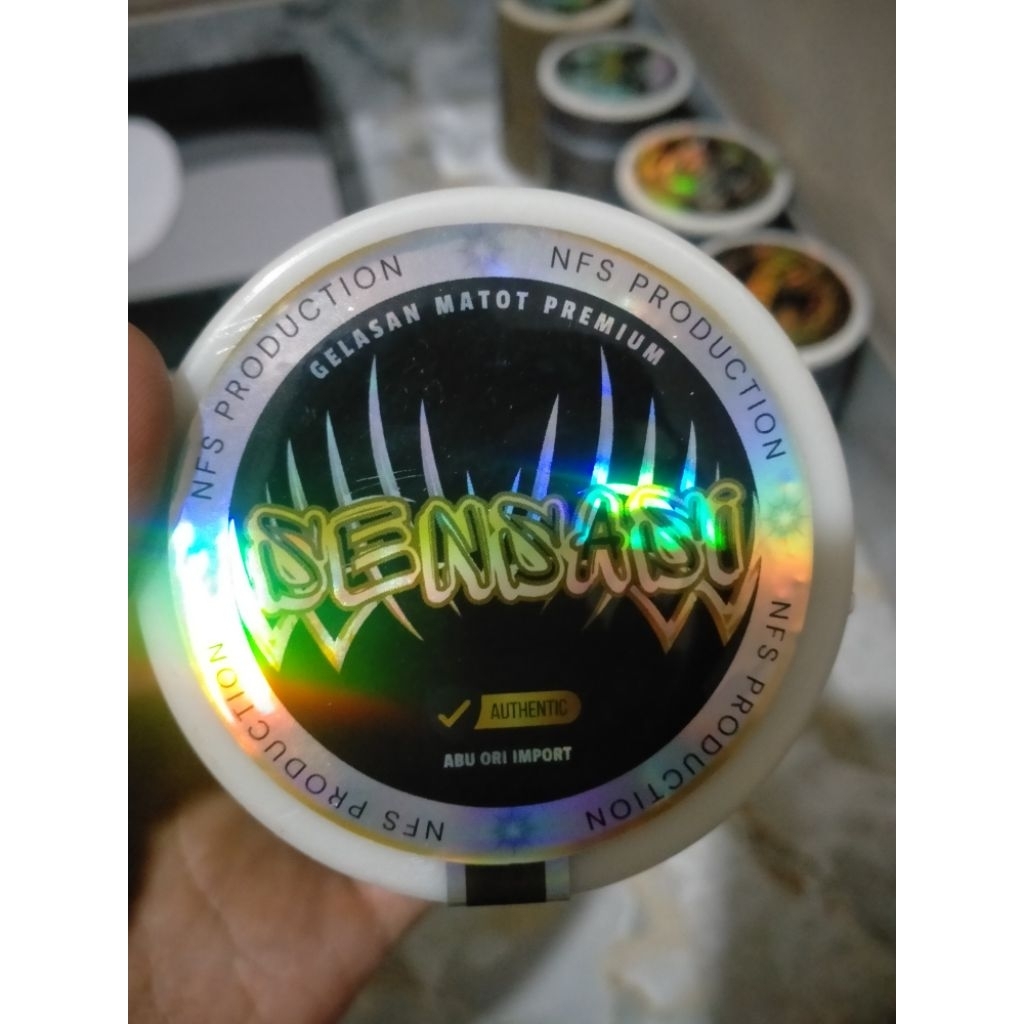 NFS PRODUCTION
NFS PRODUCTION
GELASAN MATOT PREMIUM
SENSASi
AUTHENTIC
ABU ORI IMPORT
NFS PRODUCTION
NFS PRODUCTION